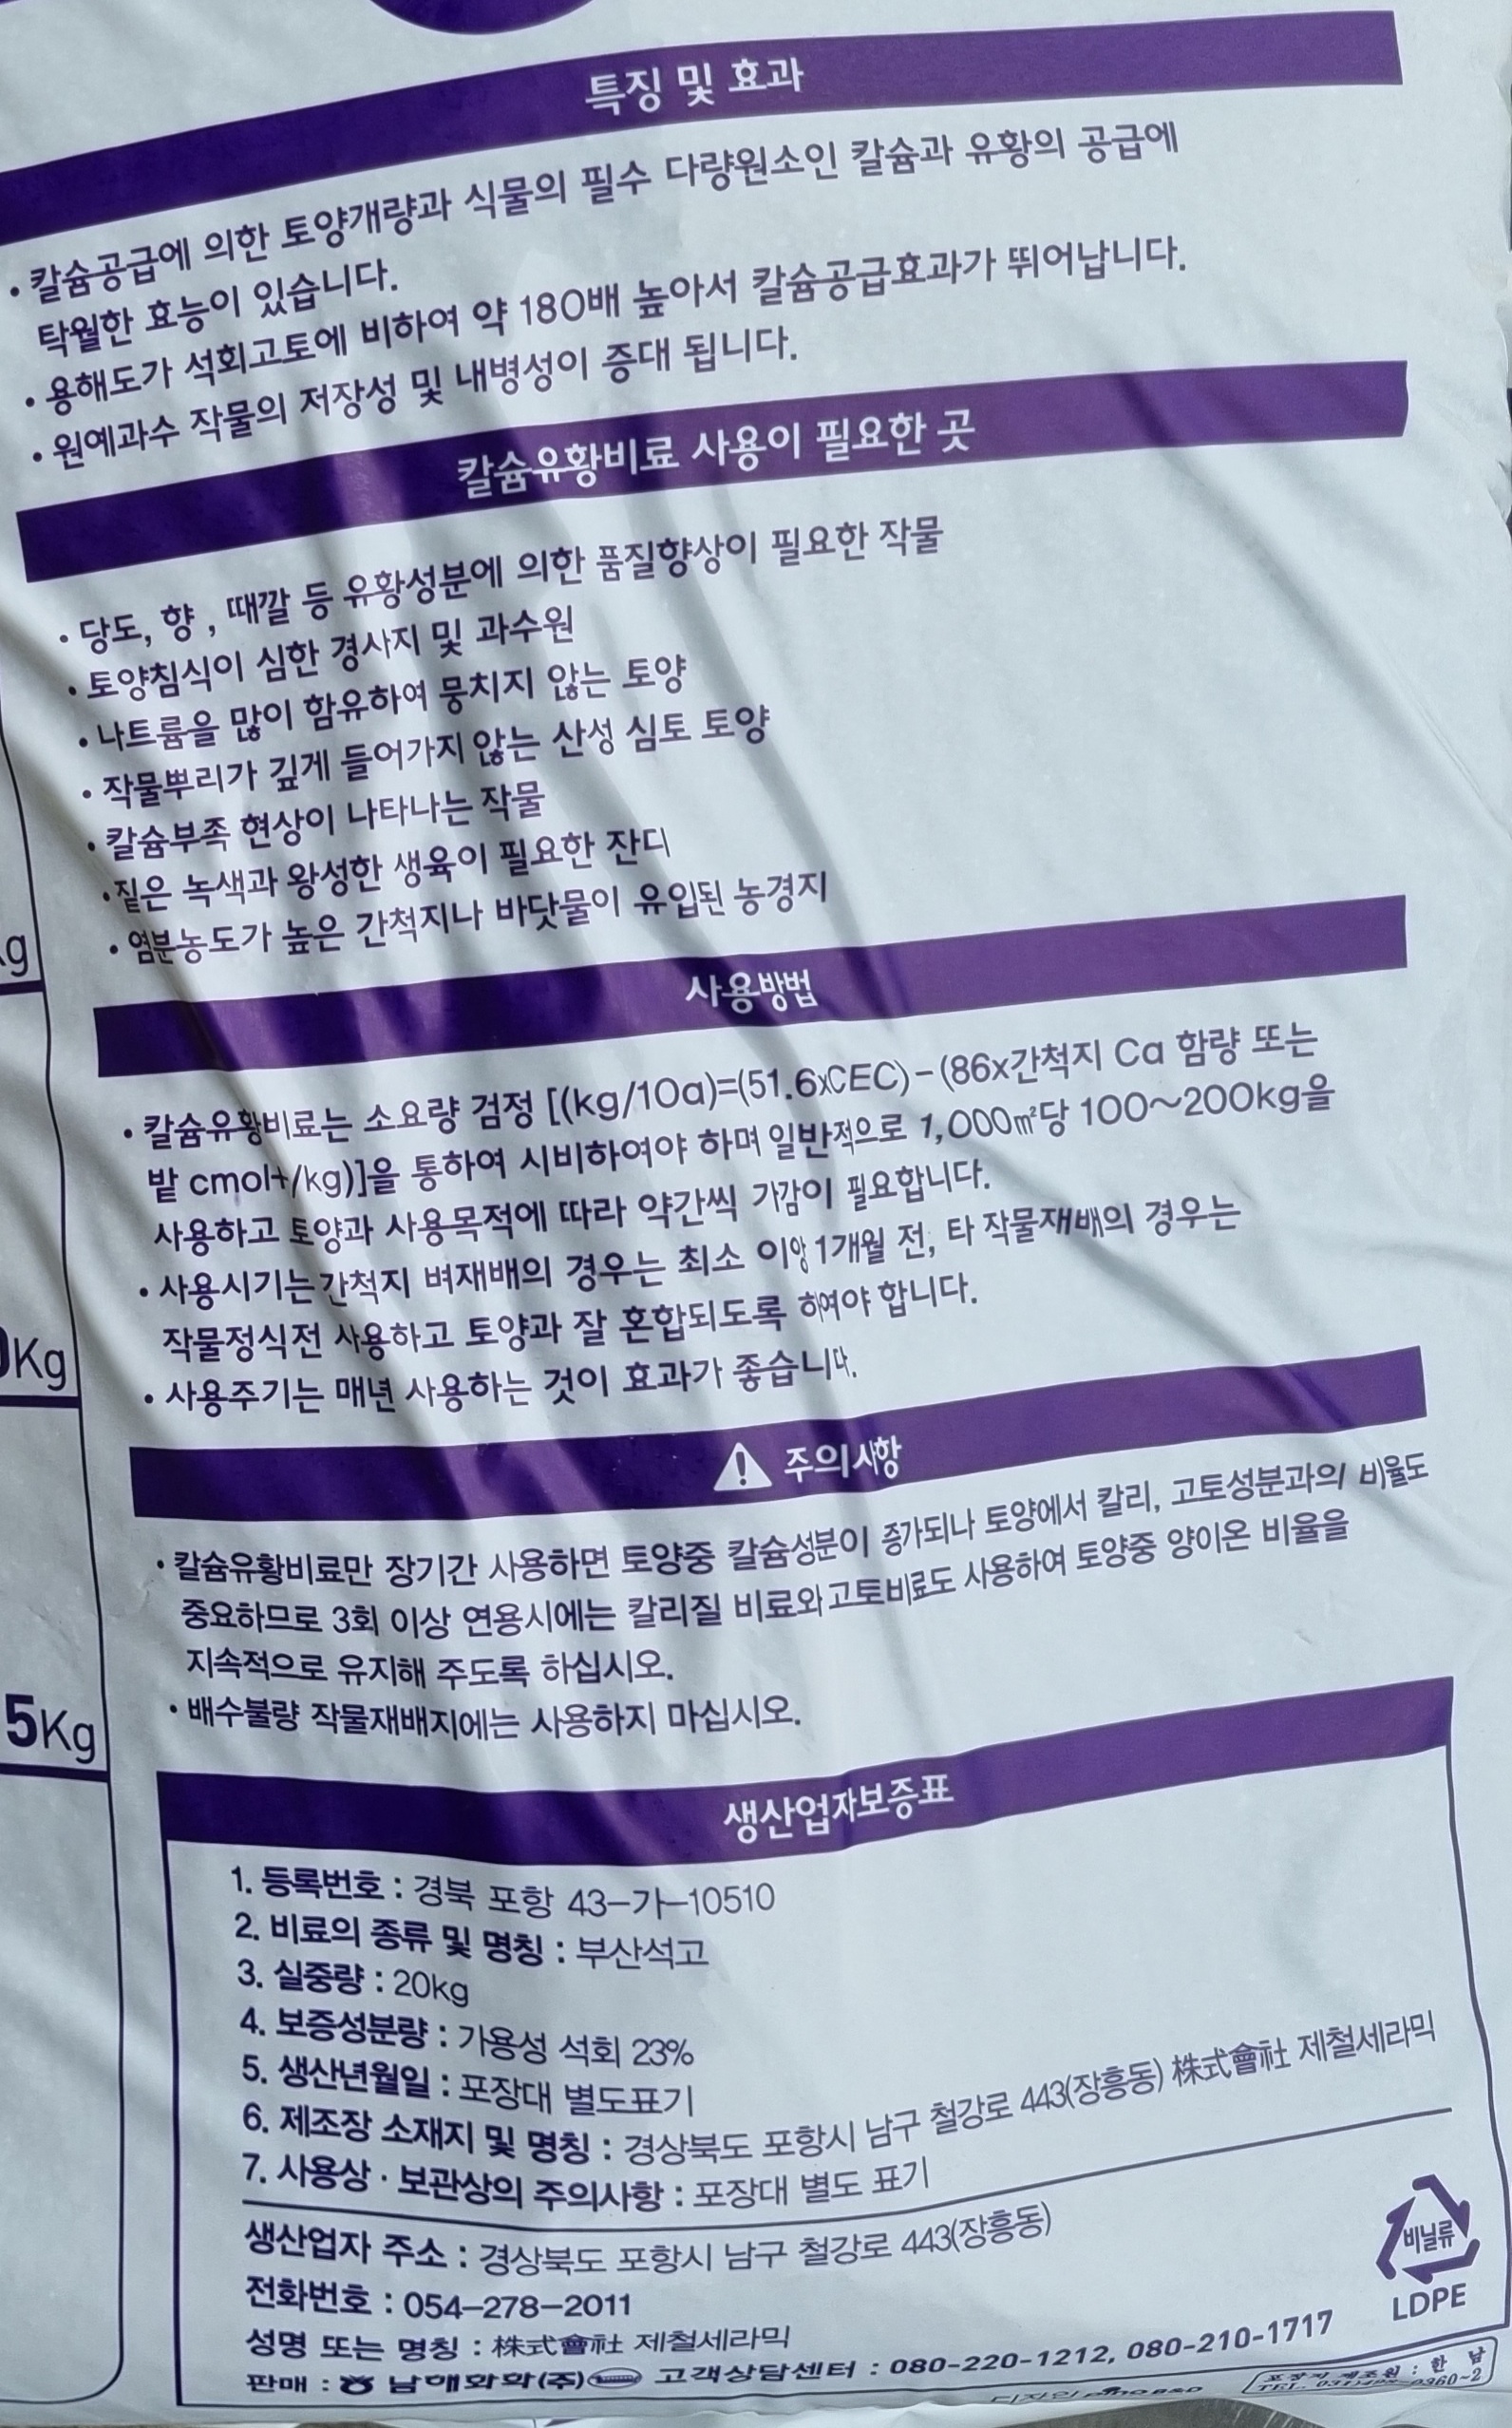 특징 및 효과
• 칼슘공급에 의한 토양개량과 식물의 필수 다량원소인 칼슘과 유황의 공급에
탁월한 효능이 있습니다.
• 용해도가 석회고토에 비하여 약 180배 높아서 칼슘공급효과가 뛰어납니다.
• 원예과수 작물의 저장성 및 내병성이 증대 됩니다.
칼슘유황비료 사용이 필요한 곳
• 당도, 향, 때깔 등 유황성분에 의한 품질향상이 필요한 작물
• 토양침식이 심한 경사지 및 과수원
• 나트륨을 많이 함유하여 뭉치지 않는 토양
• 작물뿌리가 깊게 들어가지 않는 산성 심토 토양
• 칼슘부족 현상이 나타나는 작물
• 짙은 녹색과 왕성한 생육이 필요한 잔디
• 염분농도가 높은 간척지나 바닷물이 유입된 농경지
Kg
사용방법
• 칼슘유황비료는 소요량 검정 [(kg/10a)=(51.6xCEC)-(86x간척지 Ca 함량 또는
밭 cmol+/kg)]을 통하여 시비하여야 하며 일반적으로 1,000㎡당 100~200kg을
사용하고 토양과 사용목적에 따라 약간씩 가감이 필요합니다.
• 사용시기는 간척지 벼재배의 경우는 최소 이앙 1개월 전, 타 작물재배의 경우는
작물정식전 사용하고 토양과 잘 혼합되도록 하여야 합니다.
0Kg
• 사용주기는 매년 사용하는 것이 효과가 좋습니다.
주의사항
• 칼슘유황비료만 장기간 사용하면 토양중 칼슘성분이 증가되나 토양에서 칼리, 고토성분과의 비율도
중요하므로 3회 이상 연용시에는 칼리질 비료와 고토비료도 사용하여 토양중 양이온 비율을
지속적으로 유지해 주도록 하십시오.
• 배수불량 작물재배지에는 사용하지 마십시오.
5Kg
생산업자보증표
1. 등록번호 : 경북 포항 43-가-10510
2. 비료의 종류 및 명칭 : 부산석고
3. 실중량 : 20kg
4. 보증성분량 : 가용성 석회 23%
5. 생산년월일 : 포장대 별도표기
6. 제조장 소재지 및 명칭 : 경상북도 포항시 남구 철강로 443(장흥동) 株式會社 제철세라믹
7. 사용상 · 보관상의 주의사항 : 포장대 별도 표기
생산업자 주소 : 경상북도 포항시 남구 철강로 443(장흥동)
전화번호 : 054-278-2011
성명 또는 명칭 : 株式會社 제철세라믹
판매 : 남해화학(주) 고객상담센터 : 080-220-1212, 080-210-1717
비닐류
LDPE
포장지 제조원 : 한 남